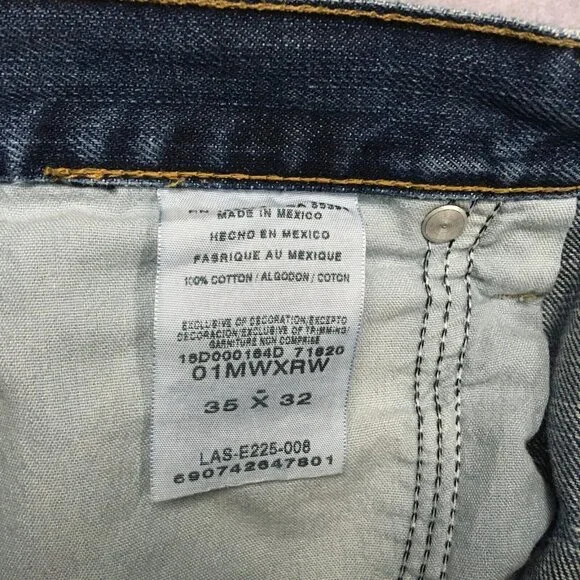 MADE IN MEXICO
HECHO EN MEXICO
FABRIQUE AU MEXIQUE
100% COTTON / ALGODON / COTON
EXCLUSIVE OF DECORATION/EXCEPTO
DECORACION/EXCLUSIVE OF TRIMMING/
GARNITURE NON COMPRISE
18D000184D 71820
01MWXRW
-
35 X 32
LAS-E225-008
690742647801